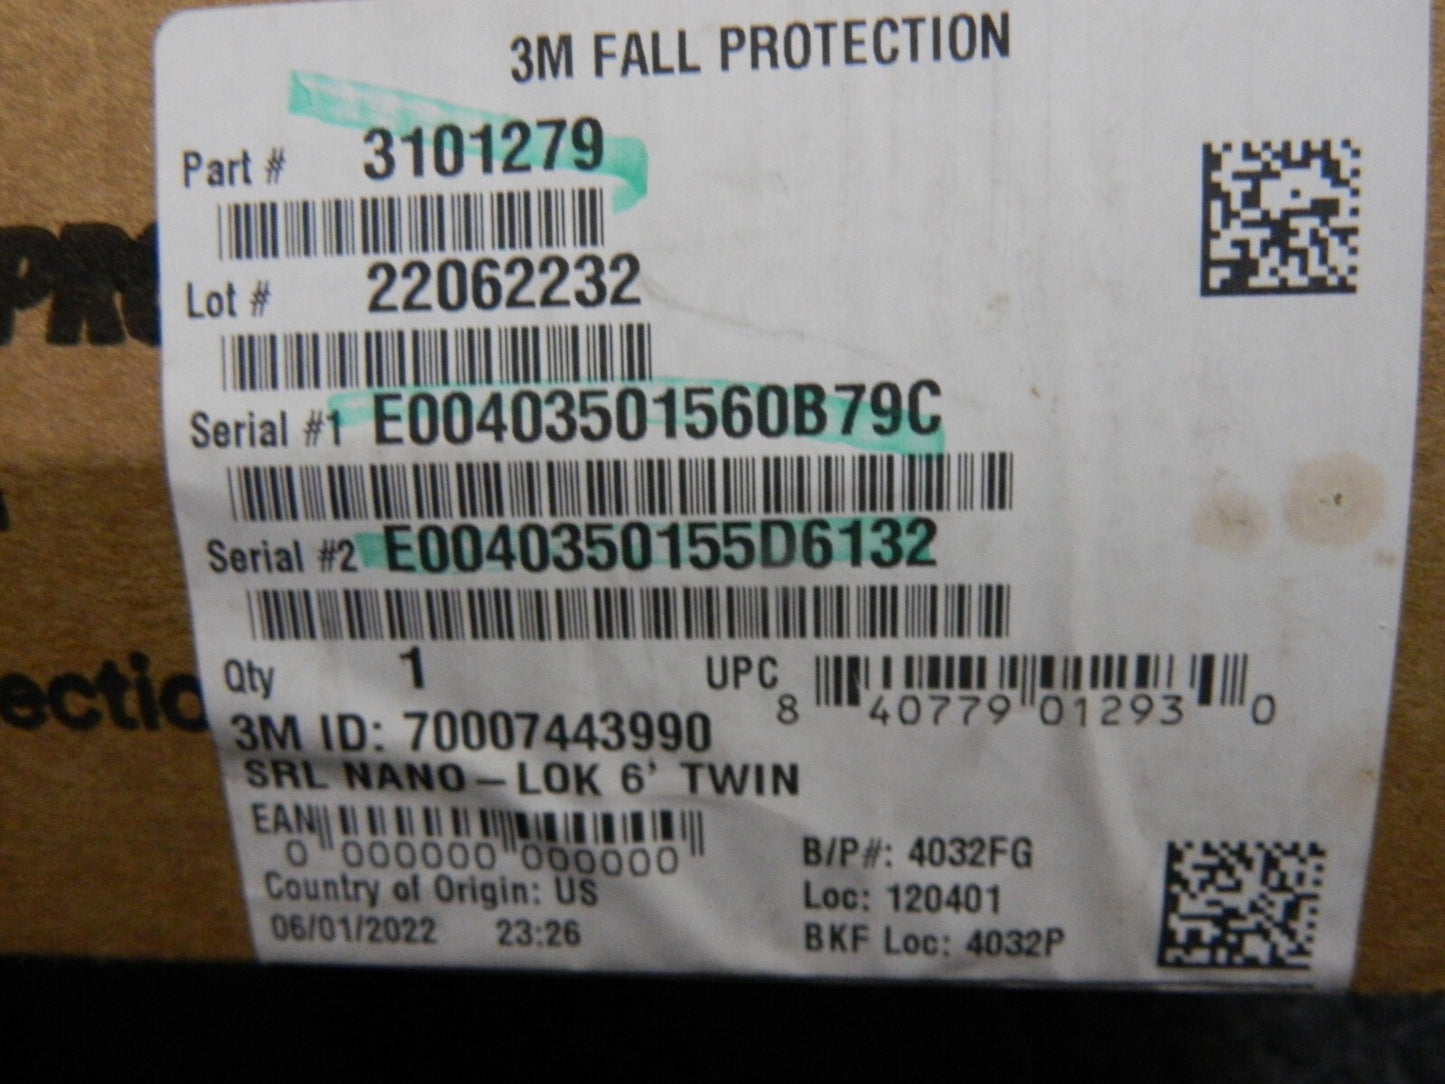 3M FALL PROTECTION
Part # 3101279
Lot # 22062232
Serial #1 E00403501560B79C
Serial #2 E0040350155D6132
Qty 1 UPC 8 40779 01293 0
3M ID: 70007443990
SRL NANO-LOK 6' TWIN
EAN 0 000000 000000
Country of Origin: US
06/01/2022 23:26
B/P#: 4032FG
Loc: 120401
BKF Loc: 4032P
PRO
ectio